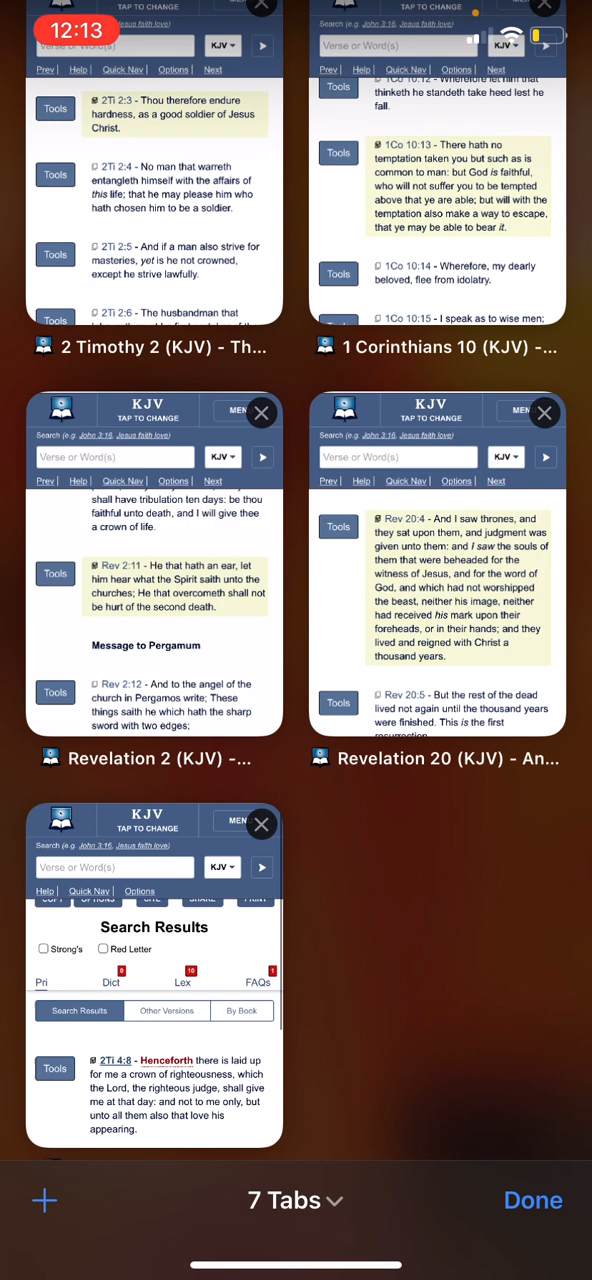 12:13
Jesus faith love)
KJV
Prev | Help | Quick Nav | Options | Next
Tools
2Ti 2:3 - Thou therefore endure
hardness, as a good soldier of Jesus
Christ.
Tools
2Ti 2:4 - No man that warreth
entangleth himself with the affairs of
this life; that he may please him who
hath chosen him to be a soldier.
Tools
2Ti 2:5 - And if a man also strive for
masteries, yet is he not crowned,
except he strive lawfully.
Tools
2Ti 2:6 - The husbandman that
2 Timothy 2 (KJV) - Th...
Search (e.g. John 3:16, Jesus faith love)
Verse or Word(s)
KJV
Prev | Help | Quick Nav | Options | Next
Tools
1Co 10:12 - Wherefore let him that
thinketh he standeth take heed lest he
fall.
Tools
1Co 10:13 - There hath no
temptation taken you but such as is
common to man: but God is faithful,
who will not suffer you to be tempted
above that ye are able; but will with the
temptation also make a way to escape,
that ye may be able to bear it.
Tools
1Co 10:14 - Wherefore, my dearly
beloved, flee from idolatry.
Tools
1Co 10:15 - I speak as to wise men;
1 Corinthians 10 (KJV) -...
KJV
TAP TO CHANGE
MEN
Search (e.g. John 3:16, Jesus faith love)
Verse or Word(s)
KJV
Prev | Help | Quick Nav | Options | Next
shall have tribulation ten days: be thou
faithful unto death, and I will give thee
a crown of life.
Tools
Rev 2:11 - He that hath an ear, let
him hear what the Spirit saith unto the
churches; He that overcometh shall not
be hurt of the second death.
Message to Pergamum
Tools
Rev 2:12 - And to the angel of the
church in Pergamos write; These
things saith he which hath the sharp
sword with two edges;
Revelation 2 (KJV) -...
KJV
TAP TO CHANGE
MEN
Search (e.g. John 3:16, Jesus faith love)
Verse or Word(s)
KJV
Prev | Help | Quick Nav | Options | Next
Tools
Rev 20:4 - And I saw thrones, and
they sat upon them, and judgment was
given unto them: and I saw the souls of
them that were beheaded for the
witness of Jesus, and for the word of
God, and which had not worshipped
the beast, neither his image, neither
had received his mark upon their
foreheads, or in their hands; and they
lived and reigned with Christ a
thousand years.
Tools
Rev 20:5 - But the rest of the dead
lived not again until the thousand years
were finished. This is the first
resurrection.
Revelation 20 (KJV) - An...
KJV
TAP TO CHANGE
MEN
Search (e.g. John 3:16, Jesus faith love)
Verse or Word(s)
KJV
Help | Quick Nav | Options
COPY OPTIONS CITE SHARE PRINT
Search Results
Strong's Red Letter
Pri Dict 0 Lex 10 FAQs 1
Search Results Other Versions By Book
Tools
2Ti 4:8 - Henceforth there is laid up
for me a crown of righteousness, which
the Lord, the righteous judge, shall give
me at that day: and not to me only, but
unto all them also that love his
appearing.
7 Tabs
Done